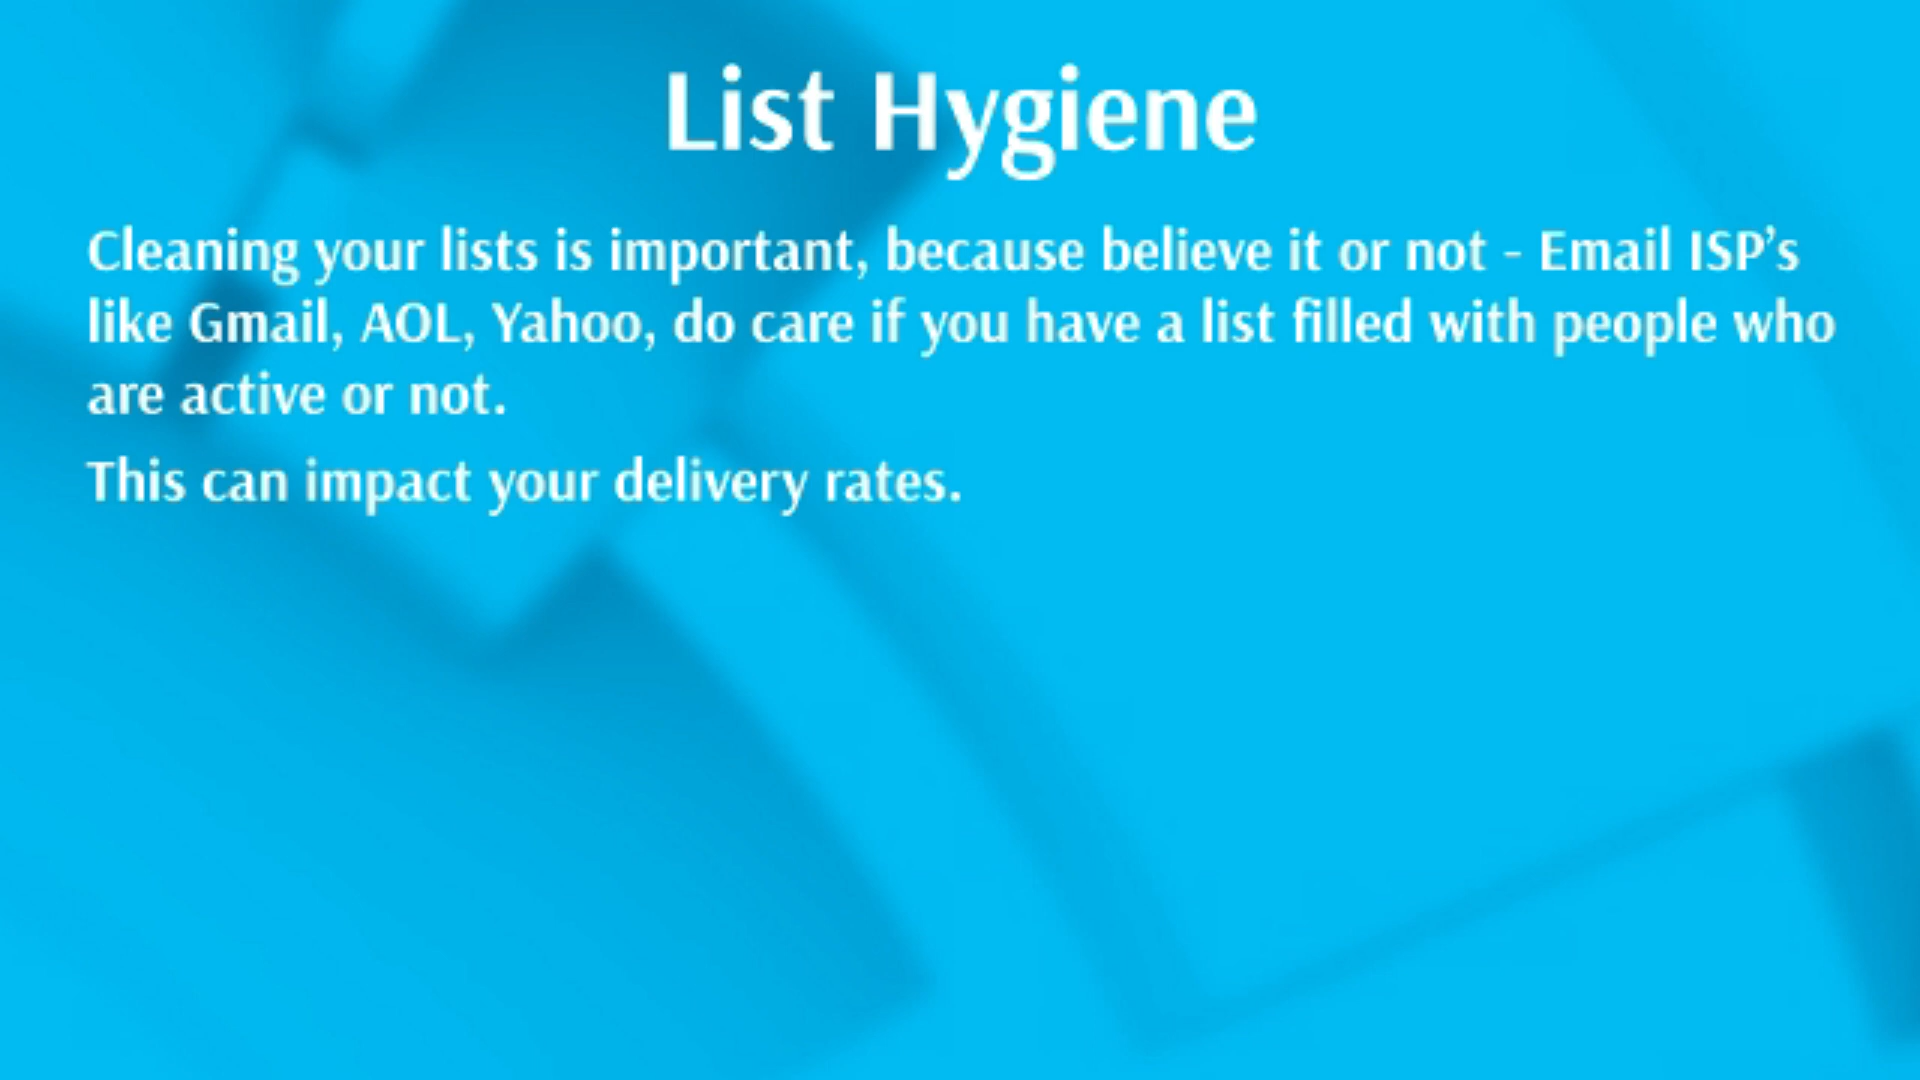 List Hygiene
Cleaning your lists is important, because believe it or not - Email ISP’s
like Gmail, AOL, Yahoo, do care if you have a list filled with people who
are active or not.
This can impact your delivery rates.